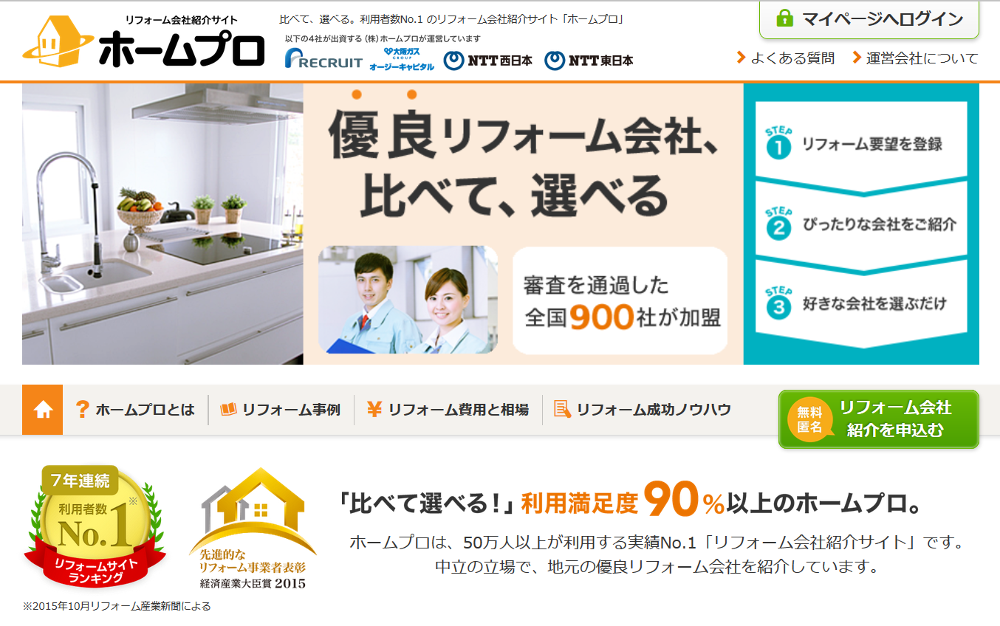 リフォーム会社紹介サイト
ホームプロ
比べて、選べる。利用者数No.1 のリフォーム会社紹介サイト「ホームプロ」
以下の4社が出資する (株) ホームプロが運営しています
RECRUIT
大阪ガス
GROUP
オージーキャピタル
NTT西日本
NTT東日本
マイページへログイン
よくある質問
運営会社について
優良リフォーム会社、
比べて、選べる
審査を通過した
全国900社が加盟
STEP
1
リフォーム要望を登録
STEP
2
ぴったりな会社をご紹介
STEP
3
好きな会社を選ぶだけ
? ホームプロとは
リフォーム事例
¥ リフォーム費用と相場
リフォーム成功ノウハウ
無料
匿名
リフォーム会社
紹介を申込む
7年連続
利用者数
No.1※
リフォームサイト
ランキング
先進的な
リフォーム事業者表彰
経済産業大臣賞 2015
「比べて選べる!」利用満足度90%以上のホームプロ。
ホームプロは、50万人以上が利用する実績No.1「リフォーム会社紹介サイト」です。
中立の立場で、地元の優良リフォーム会社を紹介しています。
※2015年10月リフォーム産業新聞による